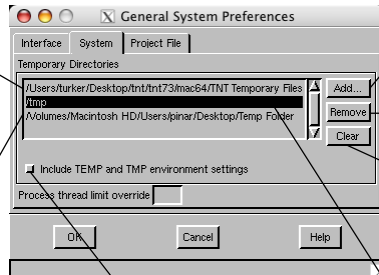 General System Preferences
Interface System Project File
Temporary Directories
/Users/turker/Desktop/tnt/tnt73/mac64/TNT Temporary Files
Add...
/tmp
Remove
/Volumes/Macintosh HD/Users/pinar/Desktop/Temp Folder
Clear
Include TEMP and TMP environment settings
Process thread limit override
OK Cancel Help